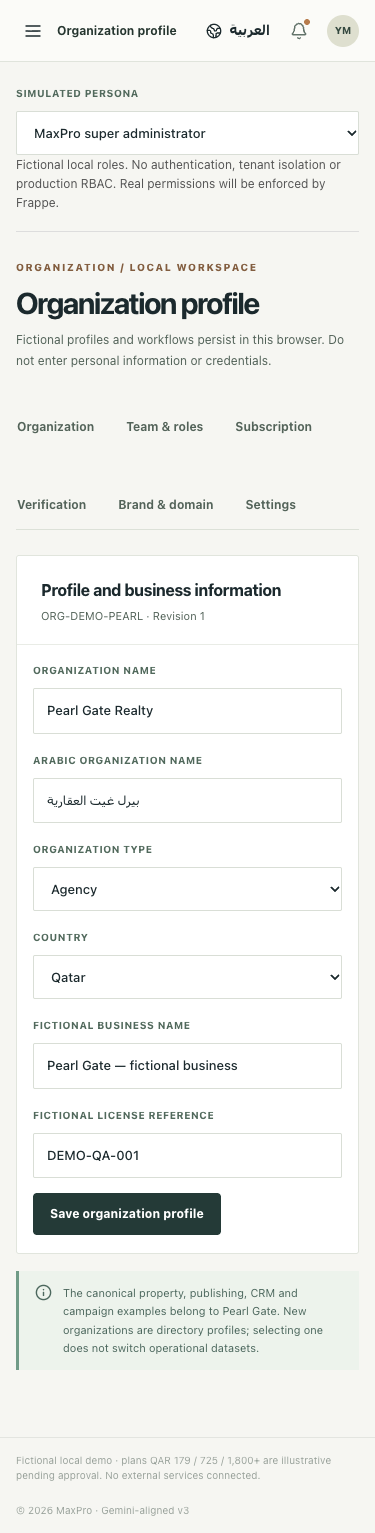 Organization profile
العربية
YM
SIMULATED PERSONA
MaxPro super administrator
Fictional local roles. No authentication, tenant isolation or
production RBAC. Real permissions will be enforced by
Frappe.
ORGANIZATION / LOCAL WORKSPACE
Organization profile
Fictional profiles and workflows persist in this browser. Do
not enter personal information or credentials.
Organization Team & roles Subscription
Verification Brand & domain Settings
Profile and business information
ORG-DEMO-PEARL · Revision 1
ORGANIZATION NAME
Pearl Gate Realty
ARABIC ORGANIZATION NAME
بيرل غيت العقارية
ORGANIZATION TYPE
Agency
COUNTRY
Qatar
FICTIONAL BUSINESS NAME
Pearl Gate — fictional business
FICTIONAL LICENSE REFERENCE
DEMO-QA-001
Save organization profile
The canonical property, publishing, CRM and
campaign examples belong to Pearl Gate. New
organizations are directory profiles; selecting one
does not switch operational datasets.
Fictional local demo · plans QAR 179 / 725 / 1,800+ are illustrative
pending approval. No external services connected.
© 2026 MaxPro · Gemini-aligned v3